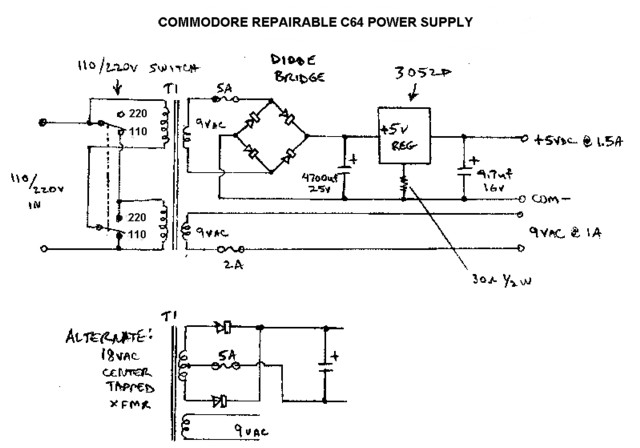 COMMODORE REPAIRABLE C64 POWER SUPPLY
110/220V SWITCH
T1
5A
DIODE
BRIDGE
3052P
220
110
9VAC
+5V
REG
+5VDC @ 1.5A
4700uf
25V
+
4.7uf
16V
+
110/220V
IN
COM-
220
110
9VAC
9VAC @ 1A
2A
30Ω 1/2W
T1
ALTERNATE:
18VAC
CENTER
TAPPED
XFMR
5A
+
9VAC